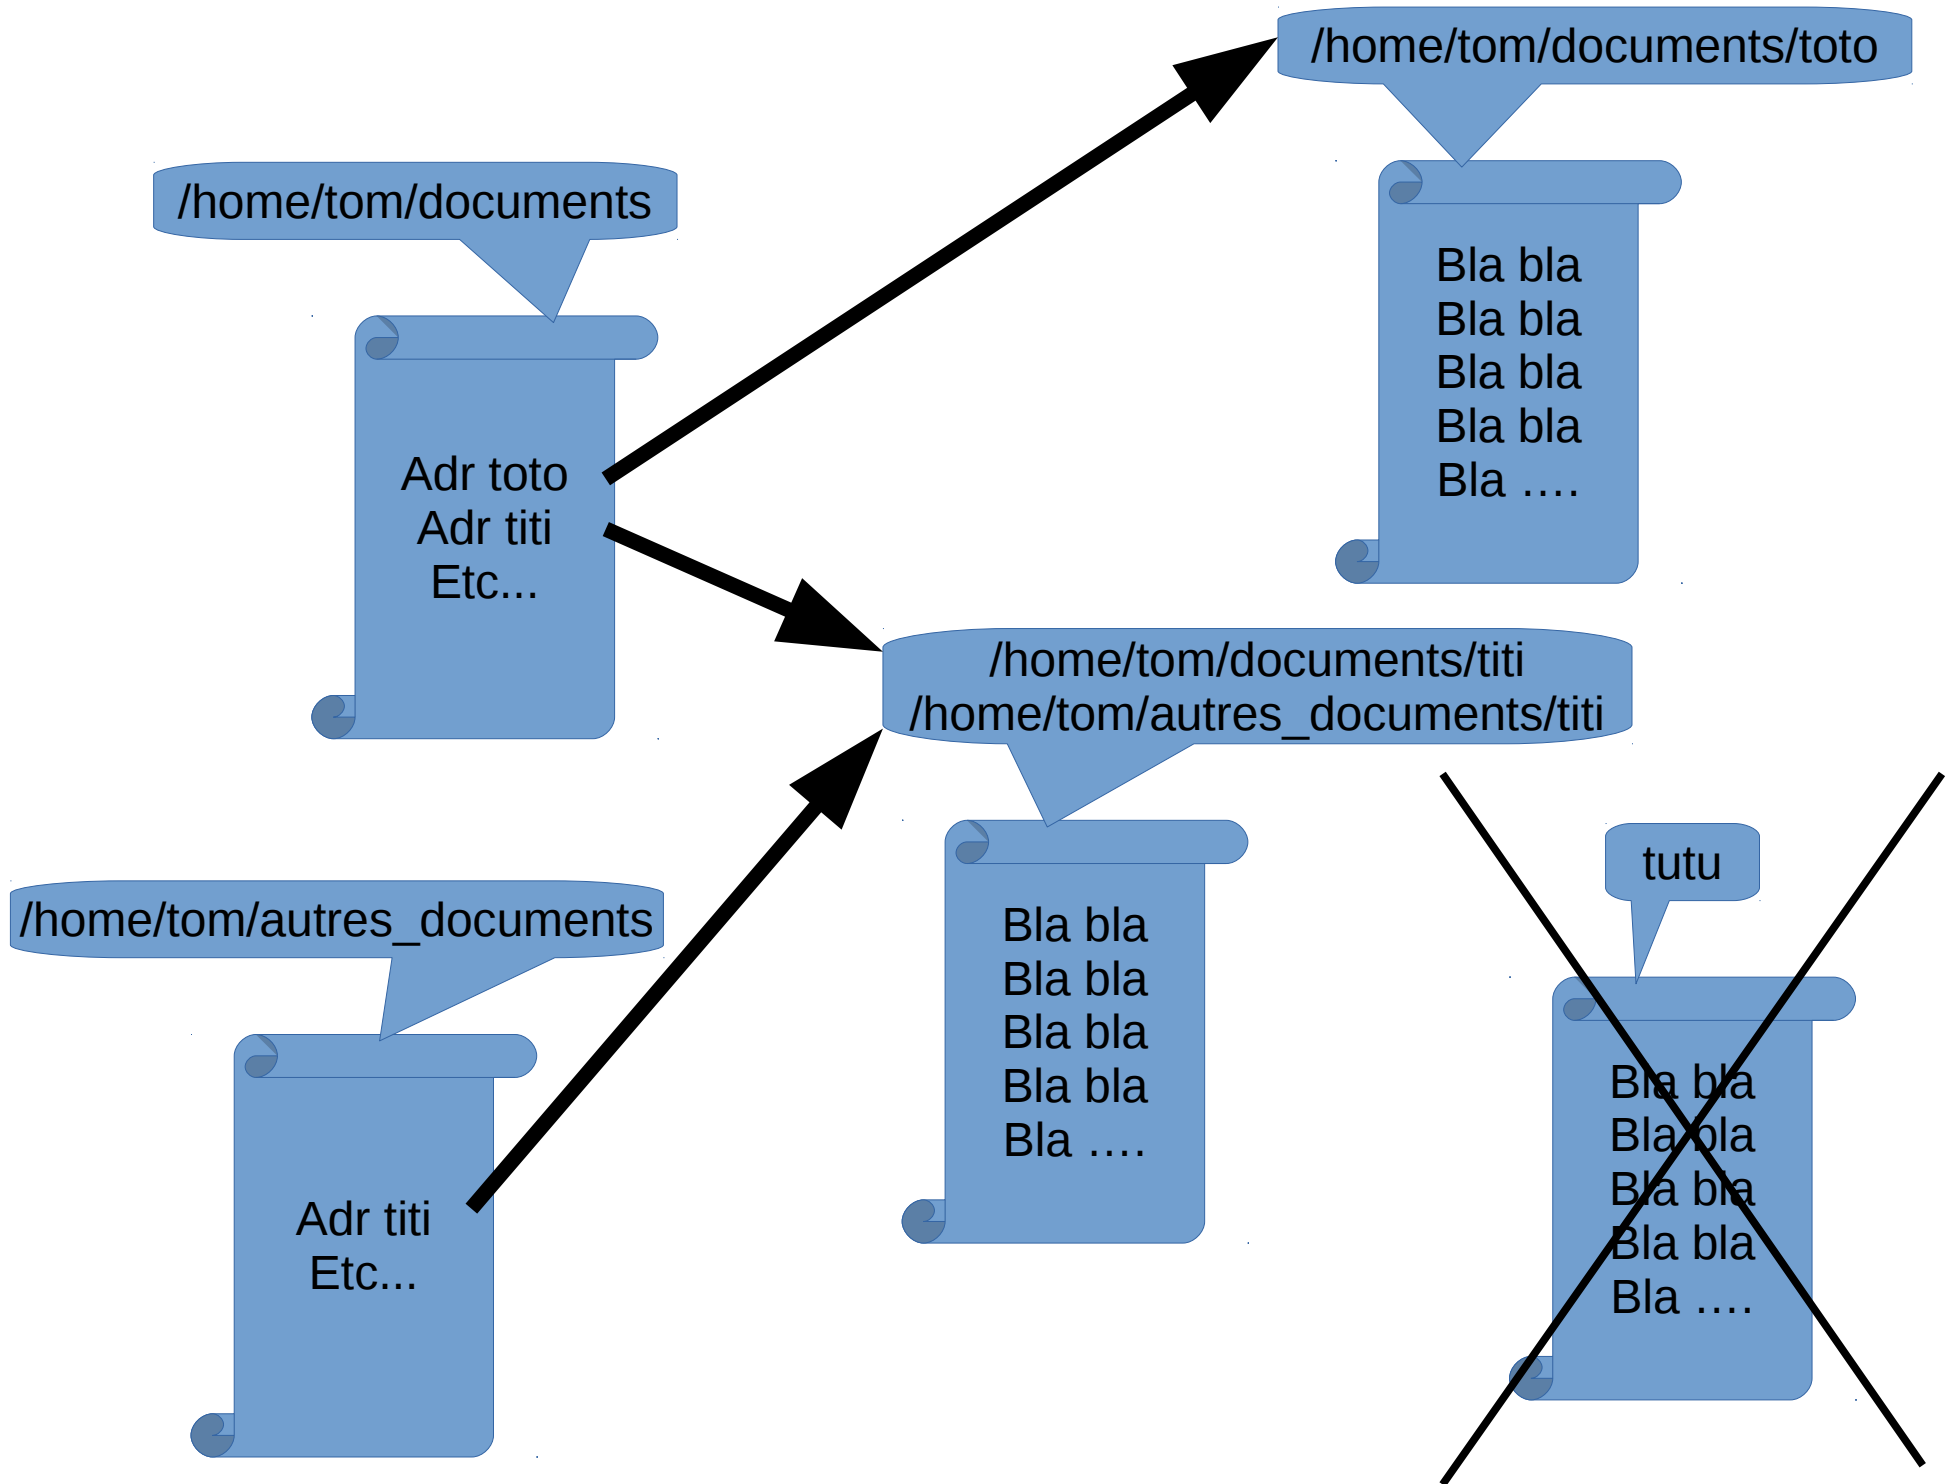 /home/tom/documents/toto
/home/tom/documents
Bla bla
Bla bla
Bla bla
Bla bla
Bla ....
Adr toto
Adr titi
Etc...
/home/tom/documents/titi
/home/tom/autres_documents/titi
/home/tom/autres_documents
Adr titi
Etc...
Bla bla
Bla bla
Bla bla
Bla bla
Bla ....
tutu
Bla bla
Bla bla
Bla bla
Bla bla
Bla ....